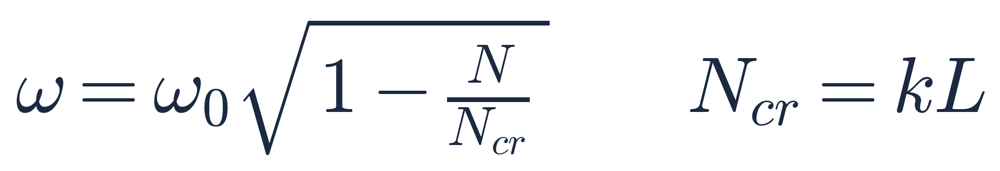 ω = ω₀ √(1 − N/N_cr)    N_cr = kL